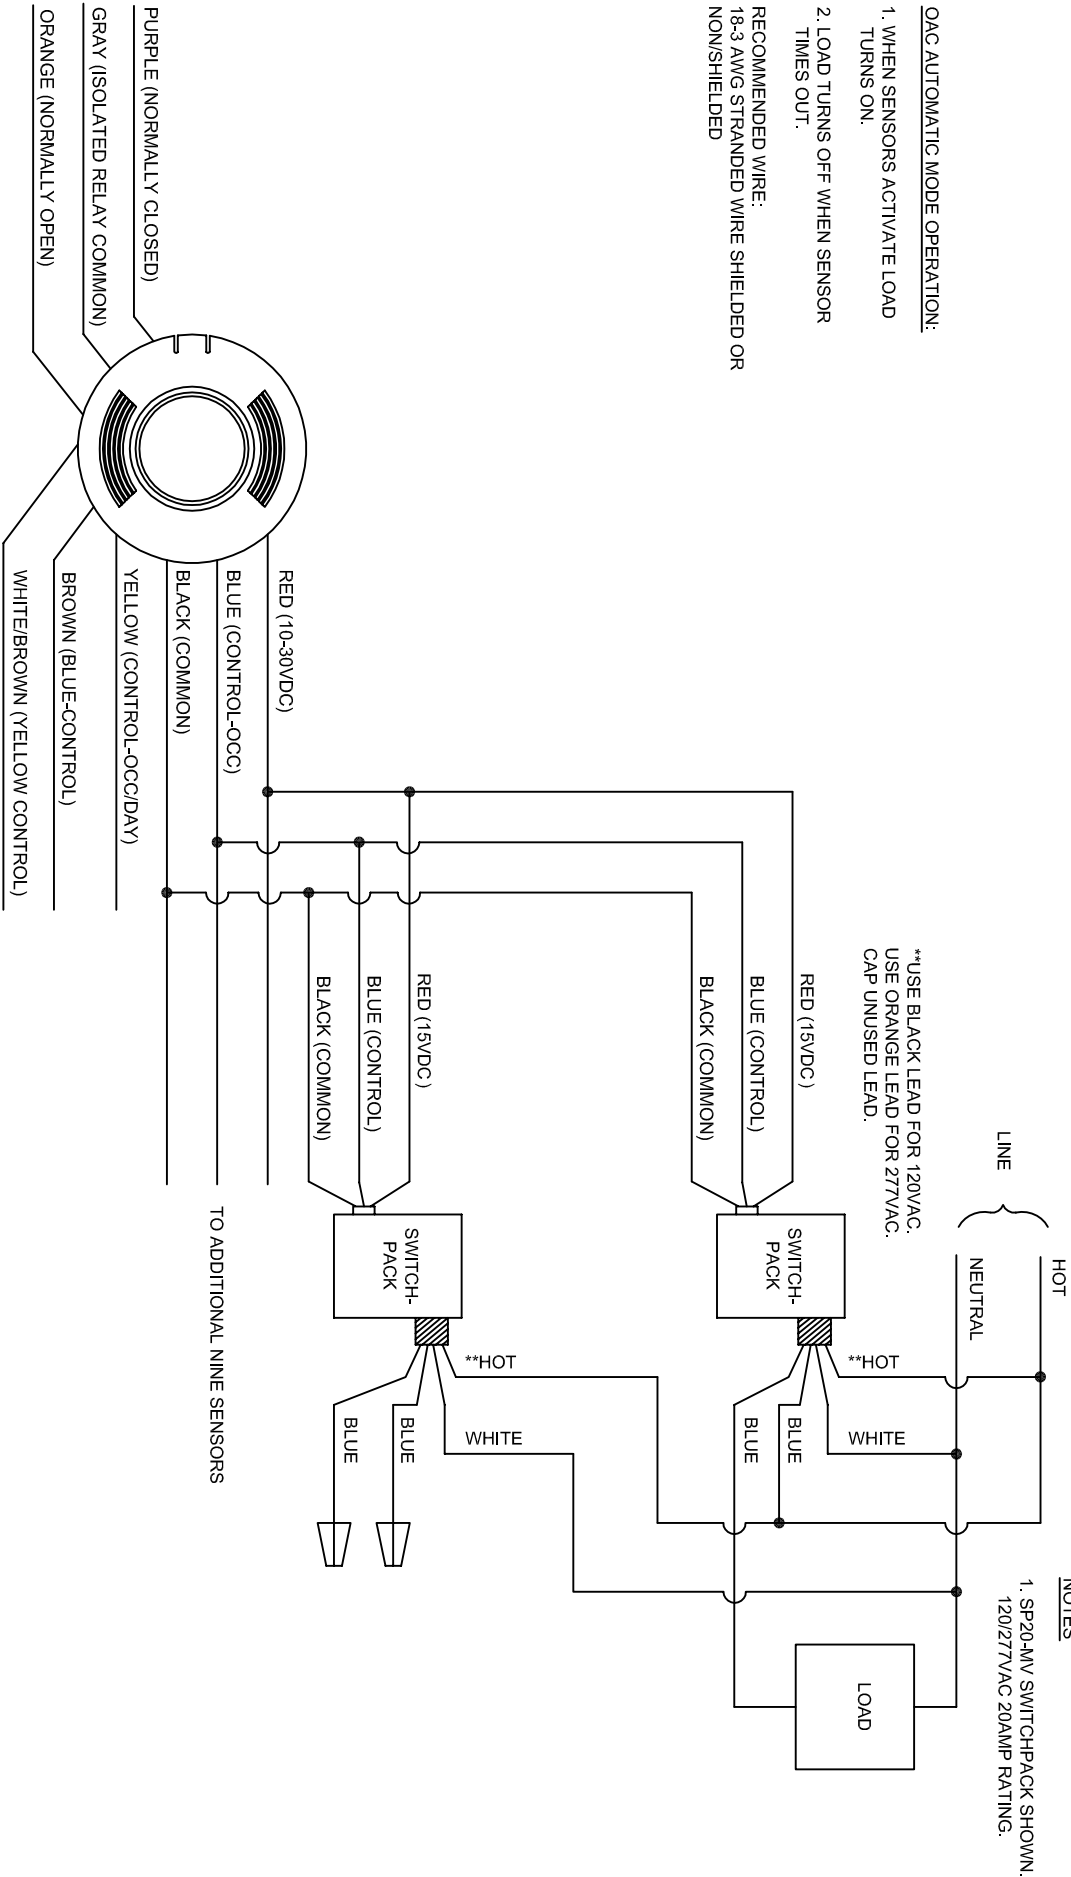 OAC AUTOMATIC MODE OPERATION:
1. WHEN SENSORS ACTIVATE LOAD
TURNS ON.
2. LOAD TURNS OFF WHEN SENSOR
TIMES OUT.
RECOMMENDED WIRE:
18-3 AWG STRANDED WIRE SHIELDED OR
NON/SHIELDED
PURPLE (NORMALLY CLOSED)
GRAY (ISOLATED RELAY COMMON)
ORANGE (NORMALLY OPEN)
RED (10-30VDC)
BLUE (CONTROL-OCC)
BLACK (COMMON)
YELLOW (CONTROL-OCC/DAY)
BROWN (BLUE-CONTROL)
WHITE/BROWN (YELLOW CONTROL)
**USE BLACK LEAD FOR 120VAC.
USE ORANGE LEAD FOR 277VAC.
CAP UNUSED LEAD.
RED (15VDC)
BLUE (CONTROL)
BLACK (COMMON)
RED (15VDC)
BLUE (CONTROL)
BLACK (COMMON)
LINE
HOT
NEUTRAL
SWITCH-
PACK
**HOT
WHITE
BLUE
BLUE
SWITCH-
PACK
**HOT
WHITE
BLUE
BLUE
TO ADDITIONAL NINE SENSORS
LOAD
NOTES
1. SP20-MV SWITCHPACK SHOWN.
120/277VAC 20AMP RATING.